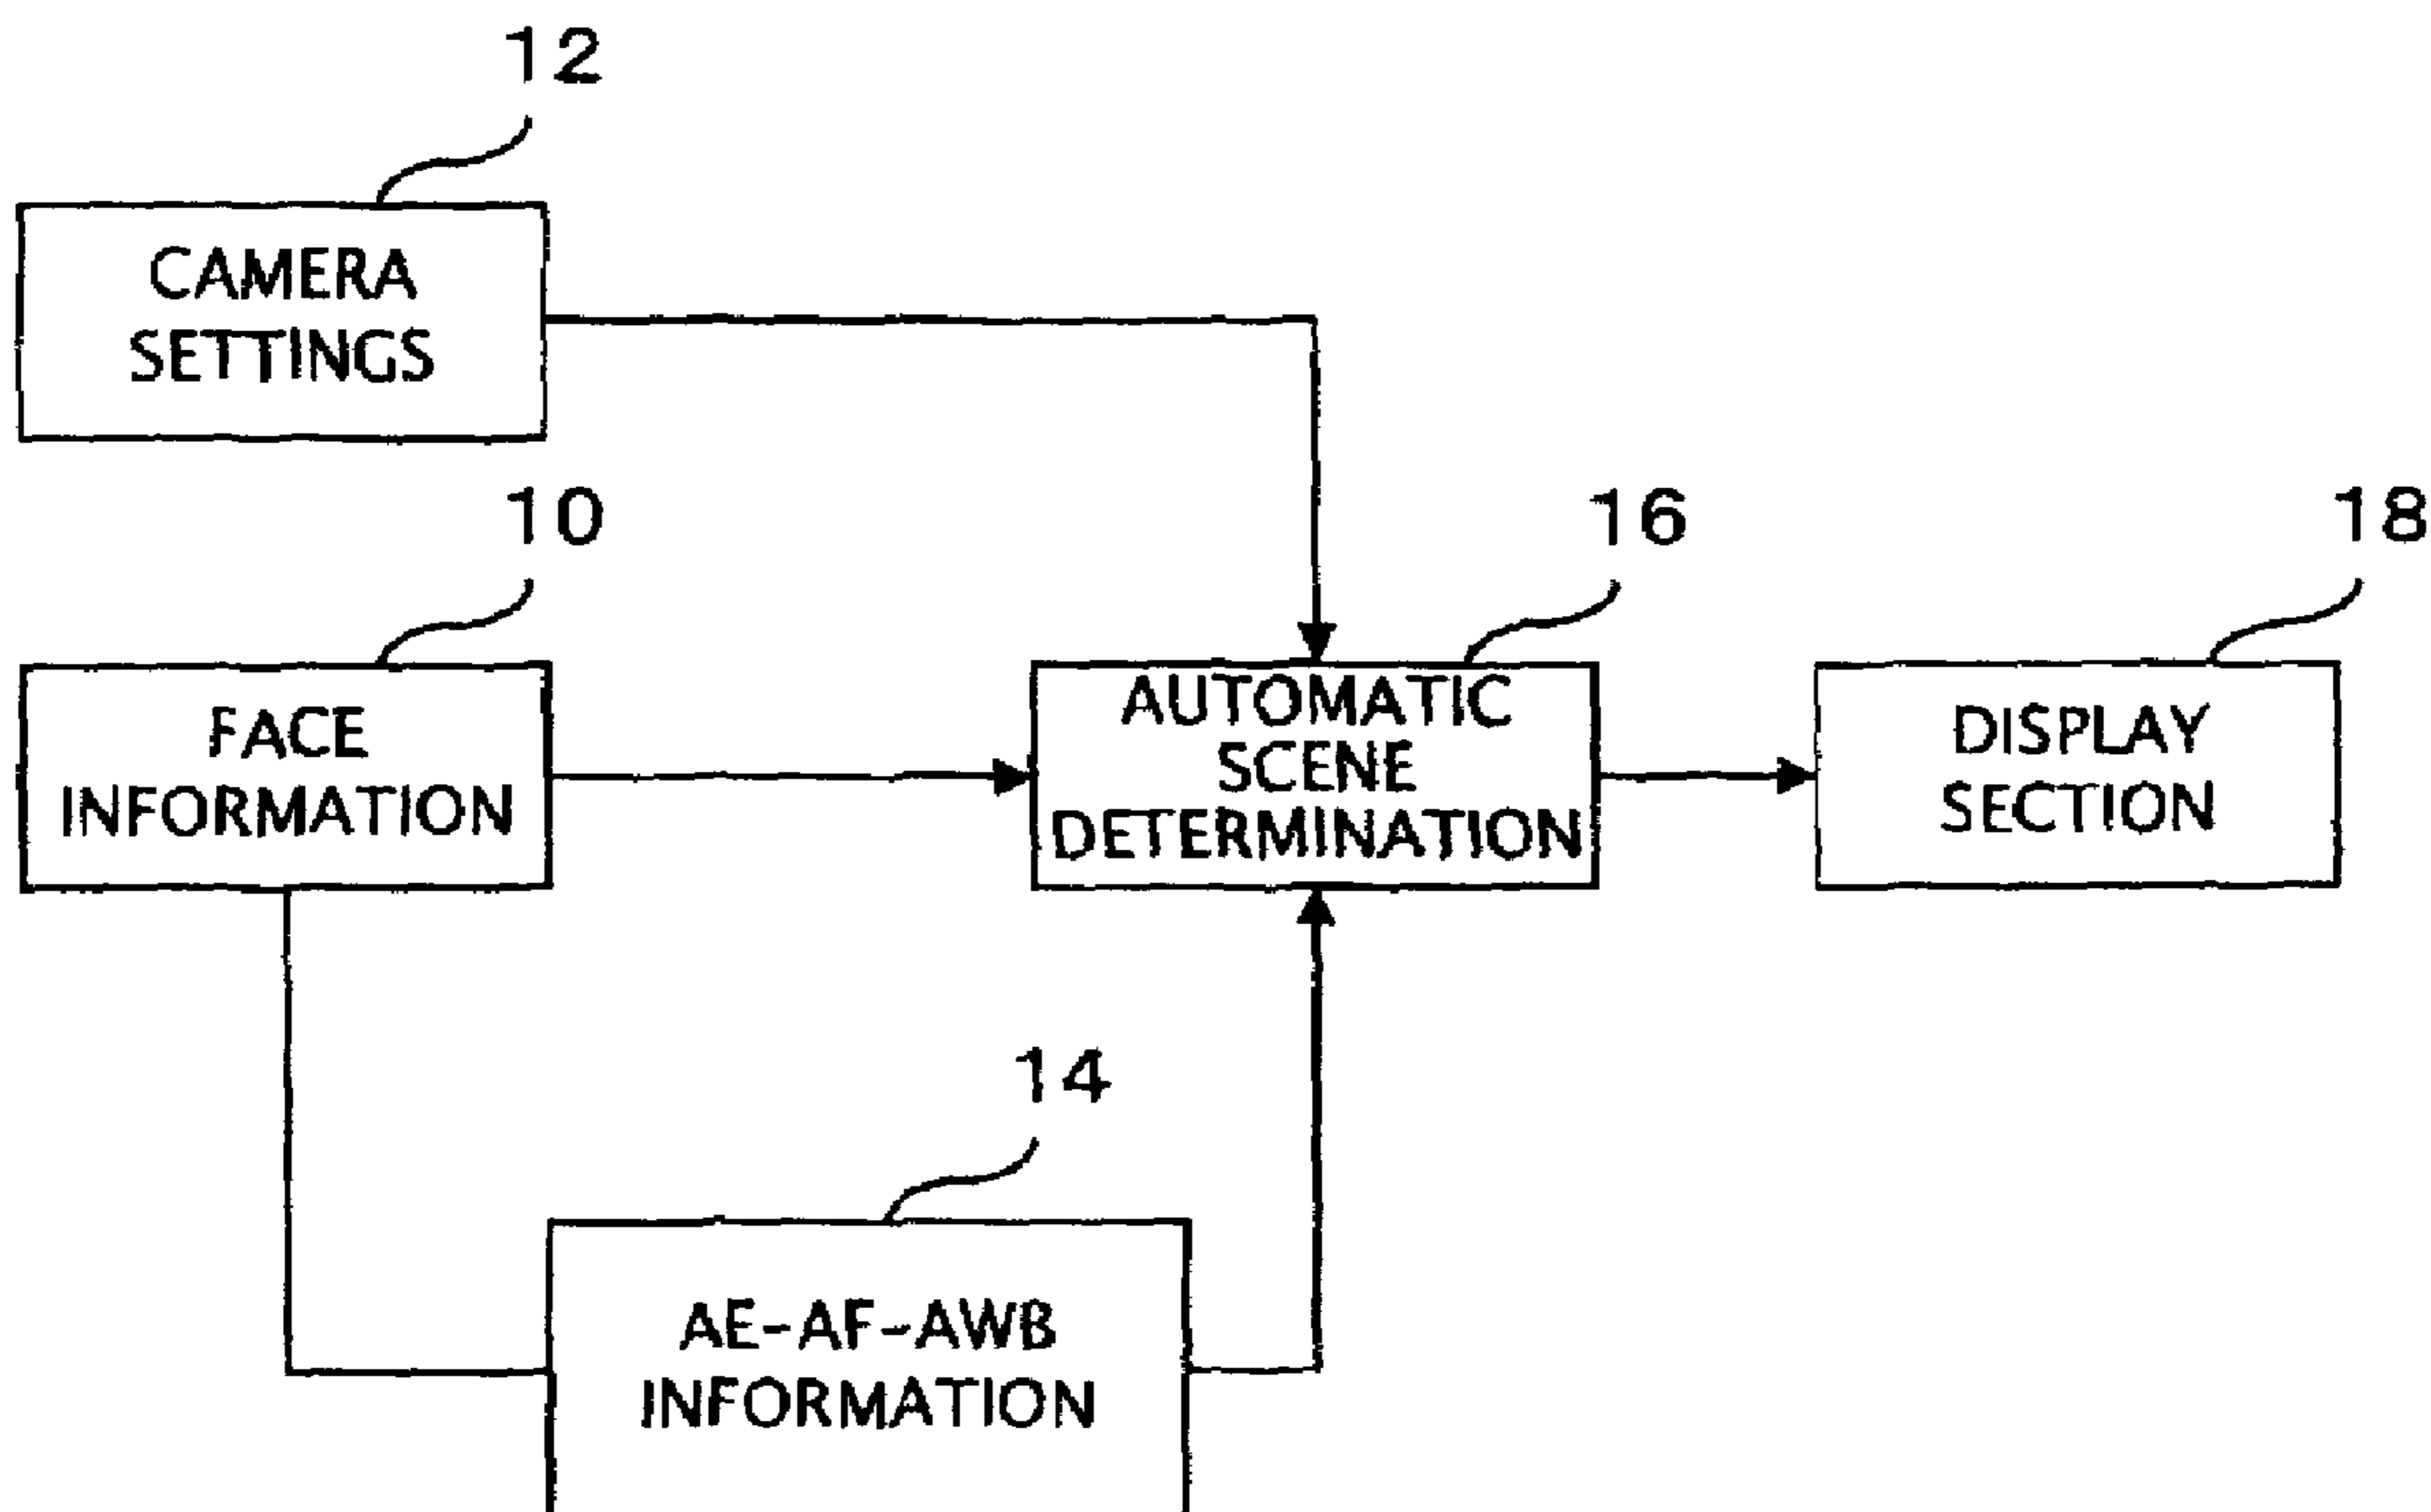 12
CAMERA
SETTINGS
10
16
18
FACE
INFORMATION
AUTOMATIC
SCENE
DETERMINATION
DISPLAY
SECTION
14
AE-AF-AWB
INFORMATION